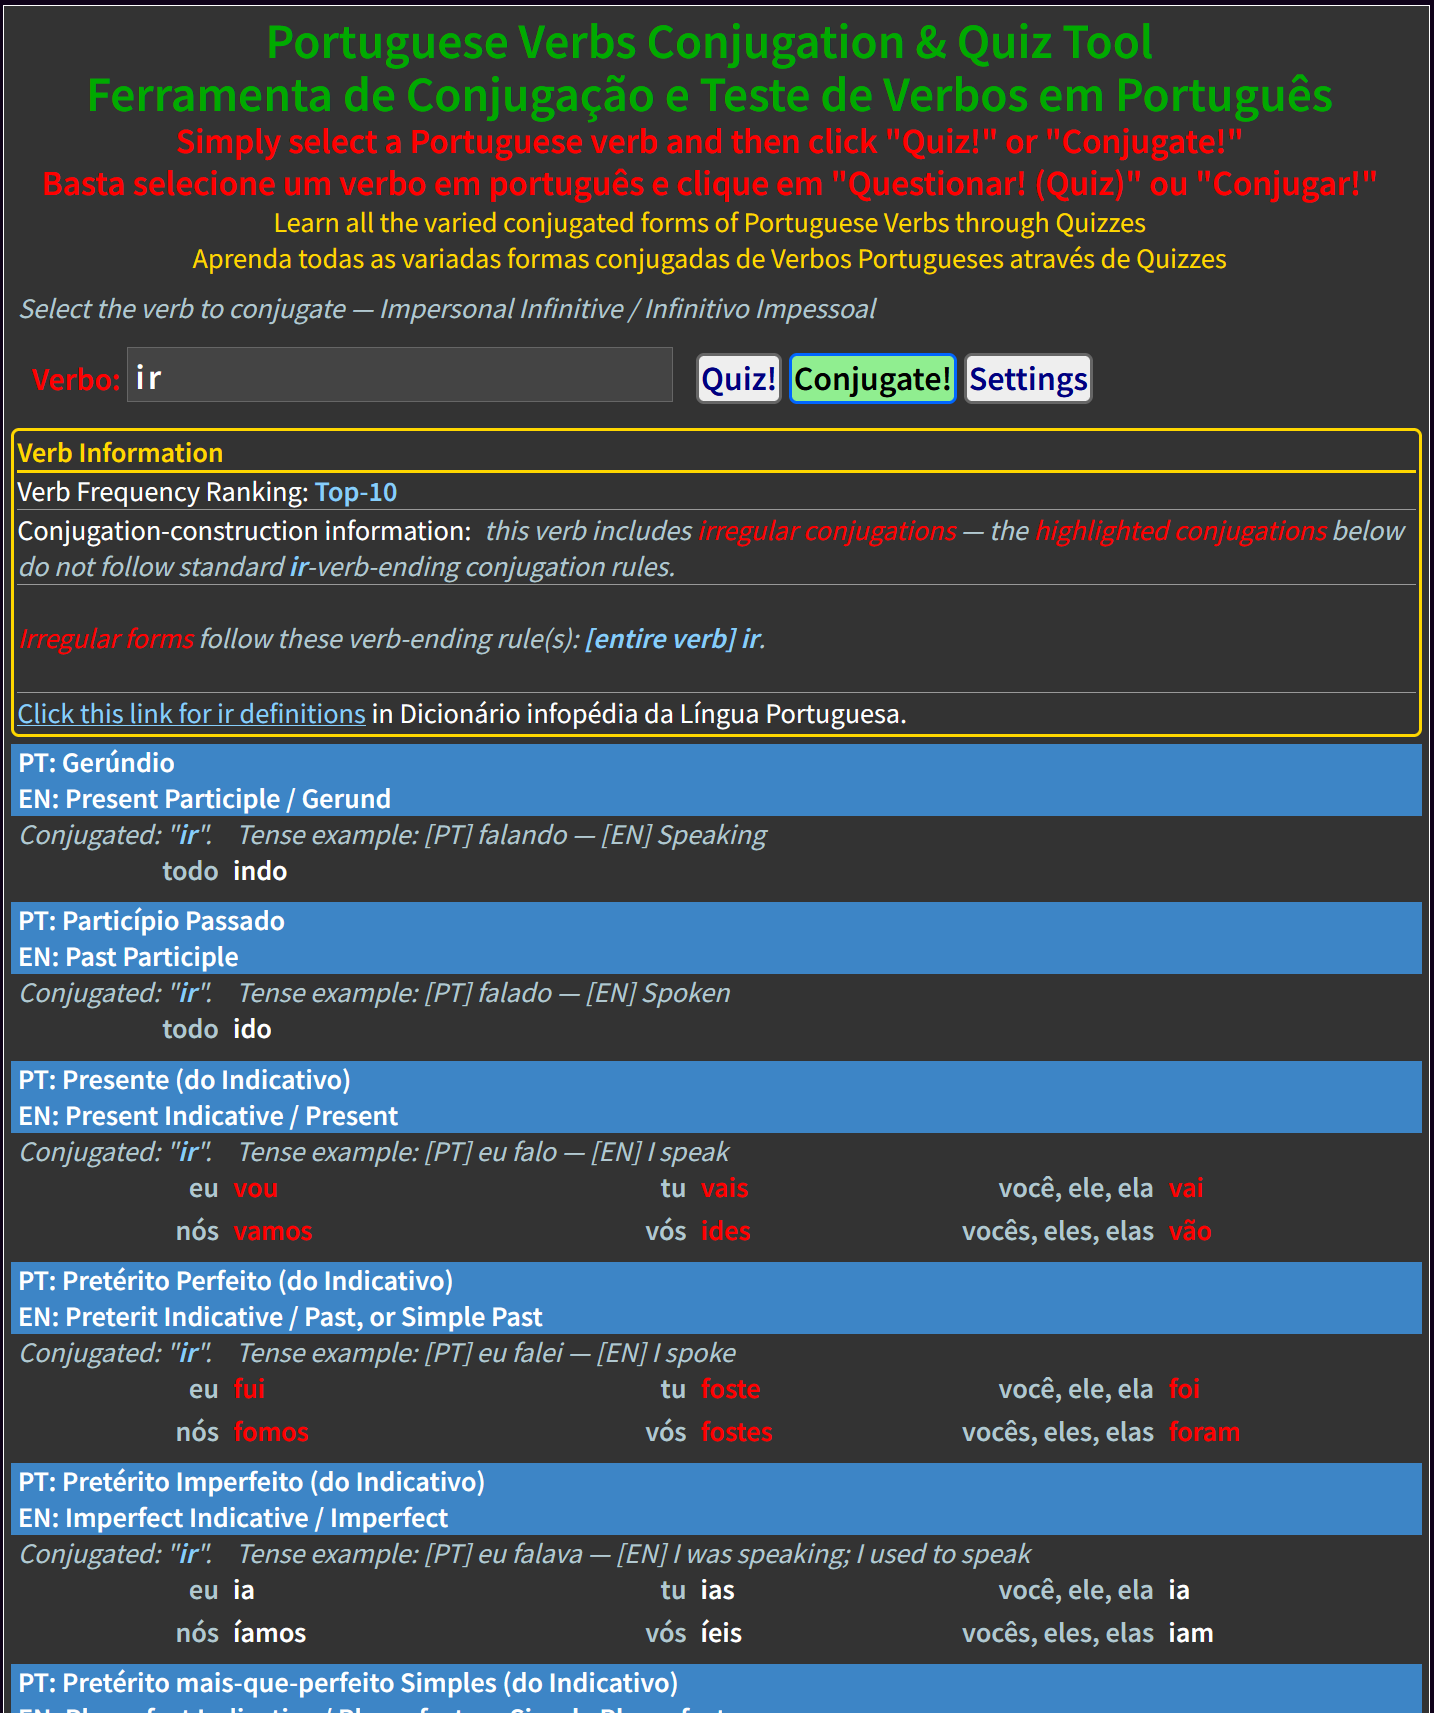 Portuguese Verbs Conjugation & Quiz Tool
Ferramenta de Conjugação e Teste de Verbos em Português
Simply select a Portuguese verb and then click "Quiz!" or "Conjugate!"
Basta selecione um verbo em português e clique em "Questionar! (Quiz)" ou "Conjugar!"
Learn all the varied conjugated forms of Portuguese Verbs through Quizzes
Aprenda todas as variadas formas conjugadas de Verbos Portugueses através de Quizzes
Select the verb to conjugate — Impersonal Infinitive / Infinitivo Impessoal
Verbo: ir Quiz! Conjugate! Settings
Verb Information
Verb Frequency Ranking: Top-10
Conjugation-construction information: this verb includes irregular conjugations — the highlighted conjugations below
do not follow standard ir-verb-ending conjugation rules.
Irregular forms follow these verb-ending rule(s): [entire verb] ir.
Click this link for ir definitions in Dicionário infopédia da Língua Portuguesa.
PT: Gerúndio
EN: Present Participle / Gerund
Conjugated: "ir". Tense example: [PT] falando — [EN] Speaking
todo indo
PT: Particípio Passado
EN: Past Participle
Conjugated: "ir". Tense example: [PT] falado — [EN] Spoken
todo ido
PT: Presente (do Indicativo)
EN: Present Indicative / Present
Conjugated: "ir". Tense example: [PT] eu falo — [EN] I speak
eu vou tu vais você, ele, ela vai
nós vamos vós ides vocês, eles, elas vão
PT: Pretérito Perfeito (do Indicativo)
EN: Preterit Indicative / Past, or Simple Past
Conjugated: "ir". Tense example: [PT] eu falei — [EN] I spoke
eu fui tu foste você, ele, ela foi
nós fomos vós fostes vocês, eles, elas foram
PT: Pretérito Imperfeito (do Indicativo)
EN: Imperfect Indicative / Imperfect
Conjugated: "ir". Tense example: [PT] eu falava — [EN] I was speaking; I used to speak
eu ia tu ias você, ele, ela ia
nós íamos vós íeis vocês, eles, elas iam
PT: Pretérito mais-que-perfeito Simples (do Indicativo)